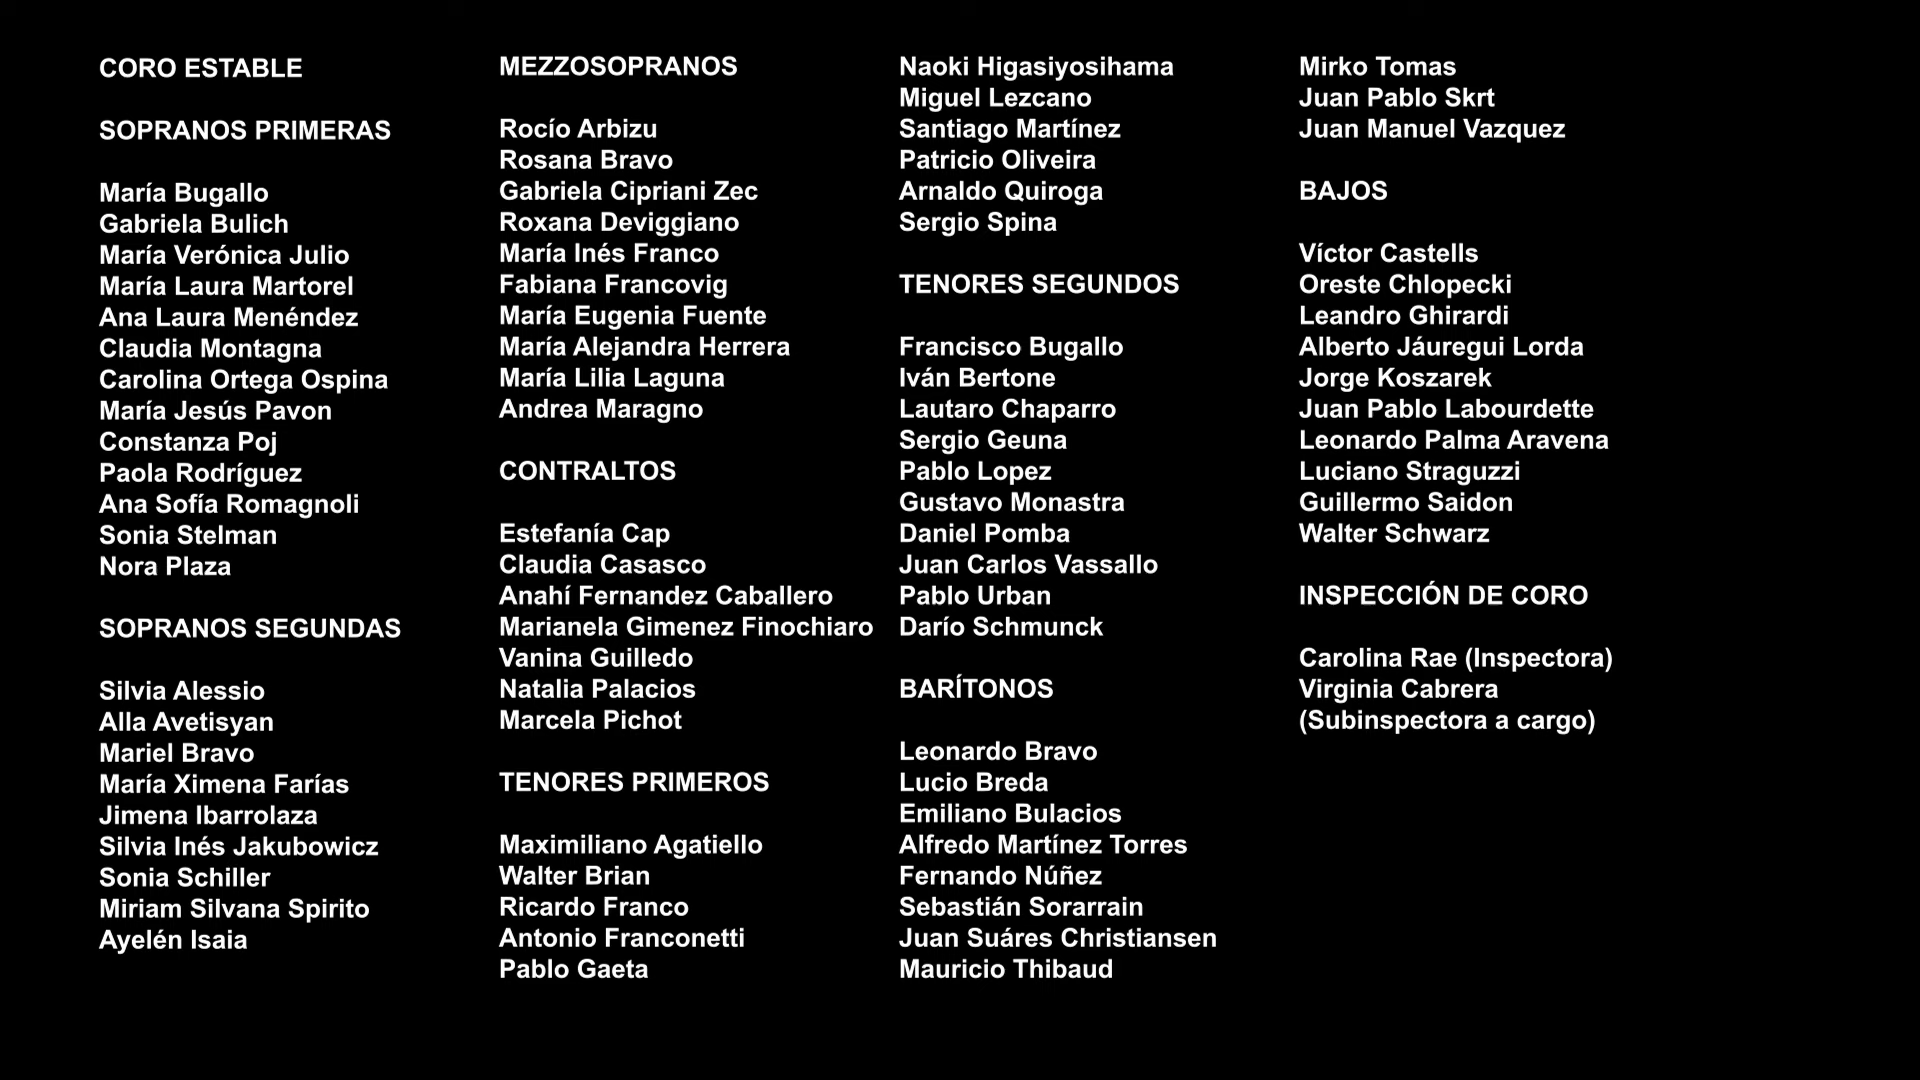 CORO ESTABLE
SOPRANOS PRIMERAS
María Bugallo
Gabriela Bulich
María Verónica Julio
María Laura Martorel
Ana Laura Menéndez
Claudia Montagna
Carolina Ortega Ospina
María Jesús Pavon
Constanza Poj
Paola Rodríguez
Ana Sofía Romagnoli
Sonia Stelman
Nora Plaza
SOPRANOS SEGUNDAS
Silvia Alessio
Alla Avetisyan
Mariel Bravo
María Ximena Farías
Jimena Ibarrolaza
Silvia Inés Jakubowicz
Sonia Schiller
Miriam Silvana Spirito
Ayelén Isaia
MEZZOSOPRANOS
Rocío Arbizu
Rosana Bravo
Gabriela Cipriani Zec
Roxana Deviggiano
María Inés Franco
Fabiana Francovig
María Eugenia Fuente
María Alejandra Herrera
María Lilia Laguna
Andrea Maragno
CONTRALTOS
Estefanía Cap
Claudia Casasco
Anahí Fernandez Caballero
Marianela Gimenez Finochiaro
Vanina Guilledo
Natalia Palacios
Marcela Pichot
TENORES PRIMEROS
Maximiliano Agatiello
Walter Brian
Ricardo Franco
Antonio Franconetti
Pablo Gaeta
Naoki Higasiyosihama
Miguel Lezcano
Santiago Martínez
Patricio Oliveira
Arnaldo Quiroga
Sergio Spina
TENORES SEGUNDOS
Francisco Bugallo
Iván Bertone
Lautaro Chaparro
Sergio Geuna
Pablo Lopez
Gustavo Monastra
Daniel Pomba
Juan Carlos Vassallo
Pablo Urban
Darío Schmunck
BARÍTONOS
Leonardo Bravo
Lucio Breda
Emiliano Bulacios
Alfredo Martínez Torres
Fernando Núñez
Sebastián Sorarrain
Juan Suáres Christiansen
Mauricio Thibaud
Mirko Tomas
Juan Pablo Skrt
Juan Manuel Vazquez
BAJOS
Víctor Castells
Oreste Chlopecki
Leandro Ghirardi
Alberto Jáuregui Lorda
Jorge Koszarek
Juan Pablo Labourdette
Leonardo Palma Aravena
Luciano Straguzzi
Guillermo Saidon
Walter Schwarz
INSPECCIÓN DE CORO
Carolina Rae (Inspectora)
Virginia Cabrera
(Subinspectora a cargo)